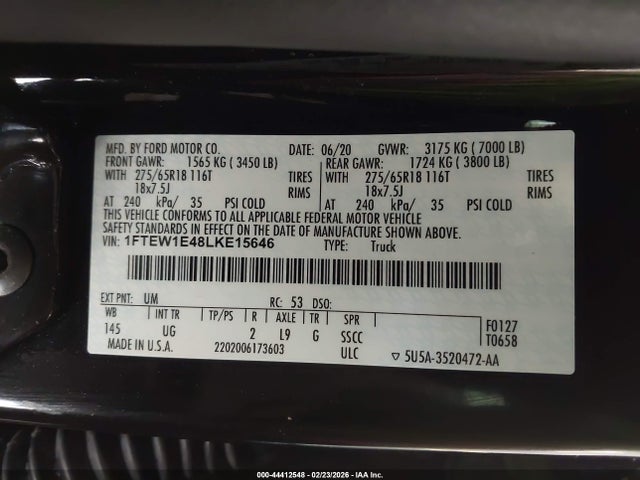 MFD. BY FORD MOTOR CO. DATE: 06/20 GVWR: 3175 KG ( 7000 LB)
FRONT GAWR: 1565 KG ( 3450 LB) REAR GAWR: 1724 KG ( 3800 LB)
WITH 275/65R18 116T TIRES WITH 275/65R18 116T TIRES
18x7.5J RIMS 18x7.5J RIMS
AT 240 kPa/ 35 PSI COLD AT 240 kPa/ 35 PSI COLD
THIS VEHICLE CONFORMS TO ALL APPLICABLE FEDERAL MOTOR VEHICLE
SAFETY STANDARDS IN EFFECT ON THE DATE OF MANUFACTURE SHOWN ABOVE.
VIN: 1FTEW1E48LKE15646 TYPE: Truck
EXT PNT: UM RC: 53 DSO:
WB INT TR TP/PS R AXLE TR SPR F0127
145 UG 2 L9 G SSCC T0658
MADE IN U.S.A. 2202006173603 ULC ▽ 5U5A-3520472-AA
000-44412548 - 02/23/2026 - IAA, Inc.